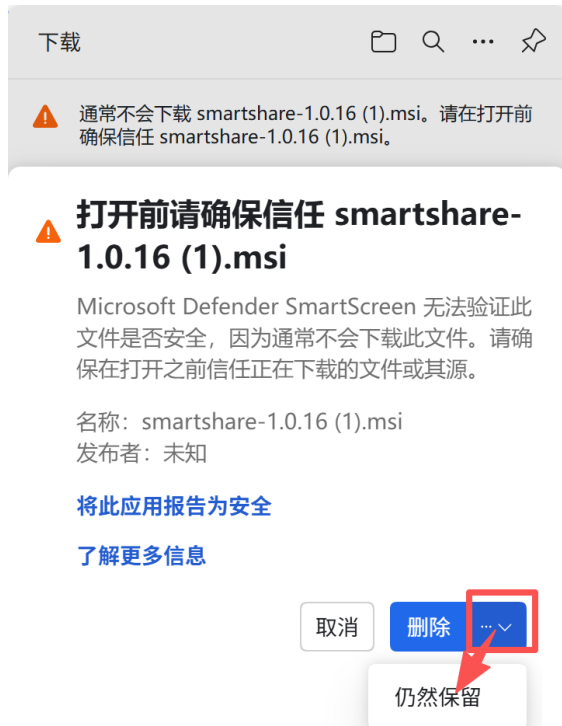 下载
通常不会下载 smartshare-1.0.16 (1).msi。请在打开前
确保信任 smartshare-1.0.16 (1).msi。
打开前请确保信任 smartshare-
1.0.16 (1).msi
Microsoft Defender SmartScreen 无法验证此
文件是否安全，因为通常不会下载此文件。请确
保在打开之前信任正在下载的文件或其源。
名称：smartshare-1.0.16 (1).msi
发布者：未知
将此应用报告为安全
了解更多信息
取消
删除
仍然保留